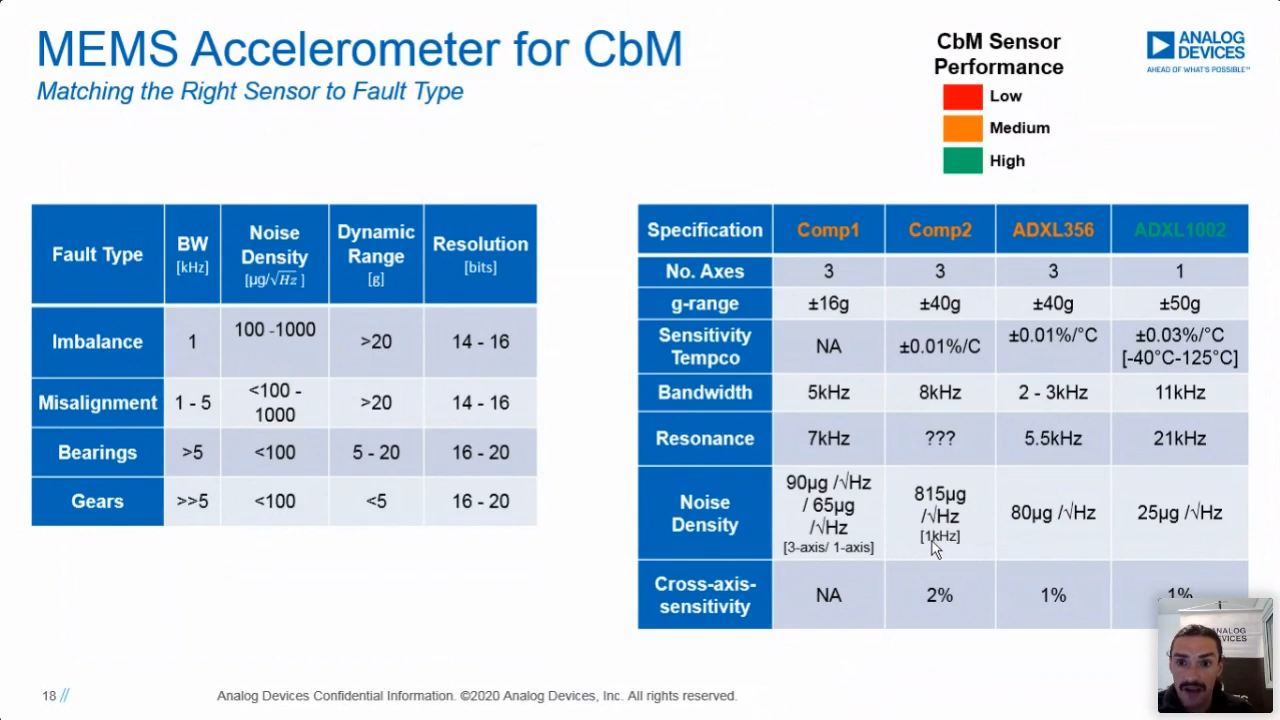 MEMS Accelerometer for CbM
Matching the Right Sensor to Fault Type
CbM Sensor
Performance
Low
Medium
High
ANALOG
DEVICES
AHEAD OF WHAT'S POSSIBLE™
Fault Type
BW
[kHz]
Noise
Density
[µg/√Hz ]
Dynamic
Range
[g]
Resolution
[bits]
Imbalance
1
100 -1000
>20
14 - 16
Misalignment
1 - 5
<100 -
1000
>20
14 - 16
Bearings
>5
<100
5 - 20
16 - 20
Gears
>>5
<100
<5
16 - 20
Specification
Comp1
Comp2
ADXL356
ADXL1002
No. Axes
3
3
3
1
g-range
±16g
±40g
±40g
±50g
Sensitivity
Tempco
NA
±0.01%/C
±0.01%/°C
±0.03%/°C
[-40°C-125°C]
Bandwidth
5kHz
8kHz
2 - 3kHz
11kHz
Resonance
7kHz
???
5.5kHz
21kHz
Noise
Density
90µg /√Hz
/ 65µg
/√Hz
[3-axis/ 1-axis]
815µg
/√Hz
[1kHz]
80µg /√Hz
25µg /√Hz
Cross-axis-
sensitivity
NA
2%
1%
1%
ANALOG
DEVICES
18 //
Analog Devices Confidential Information. ©2020 Analog Devices, Inc. All rights reserved.